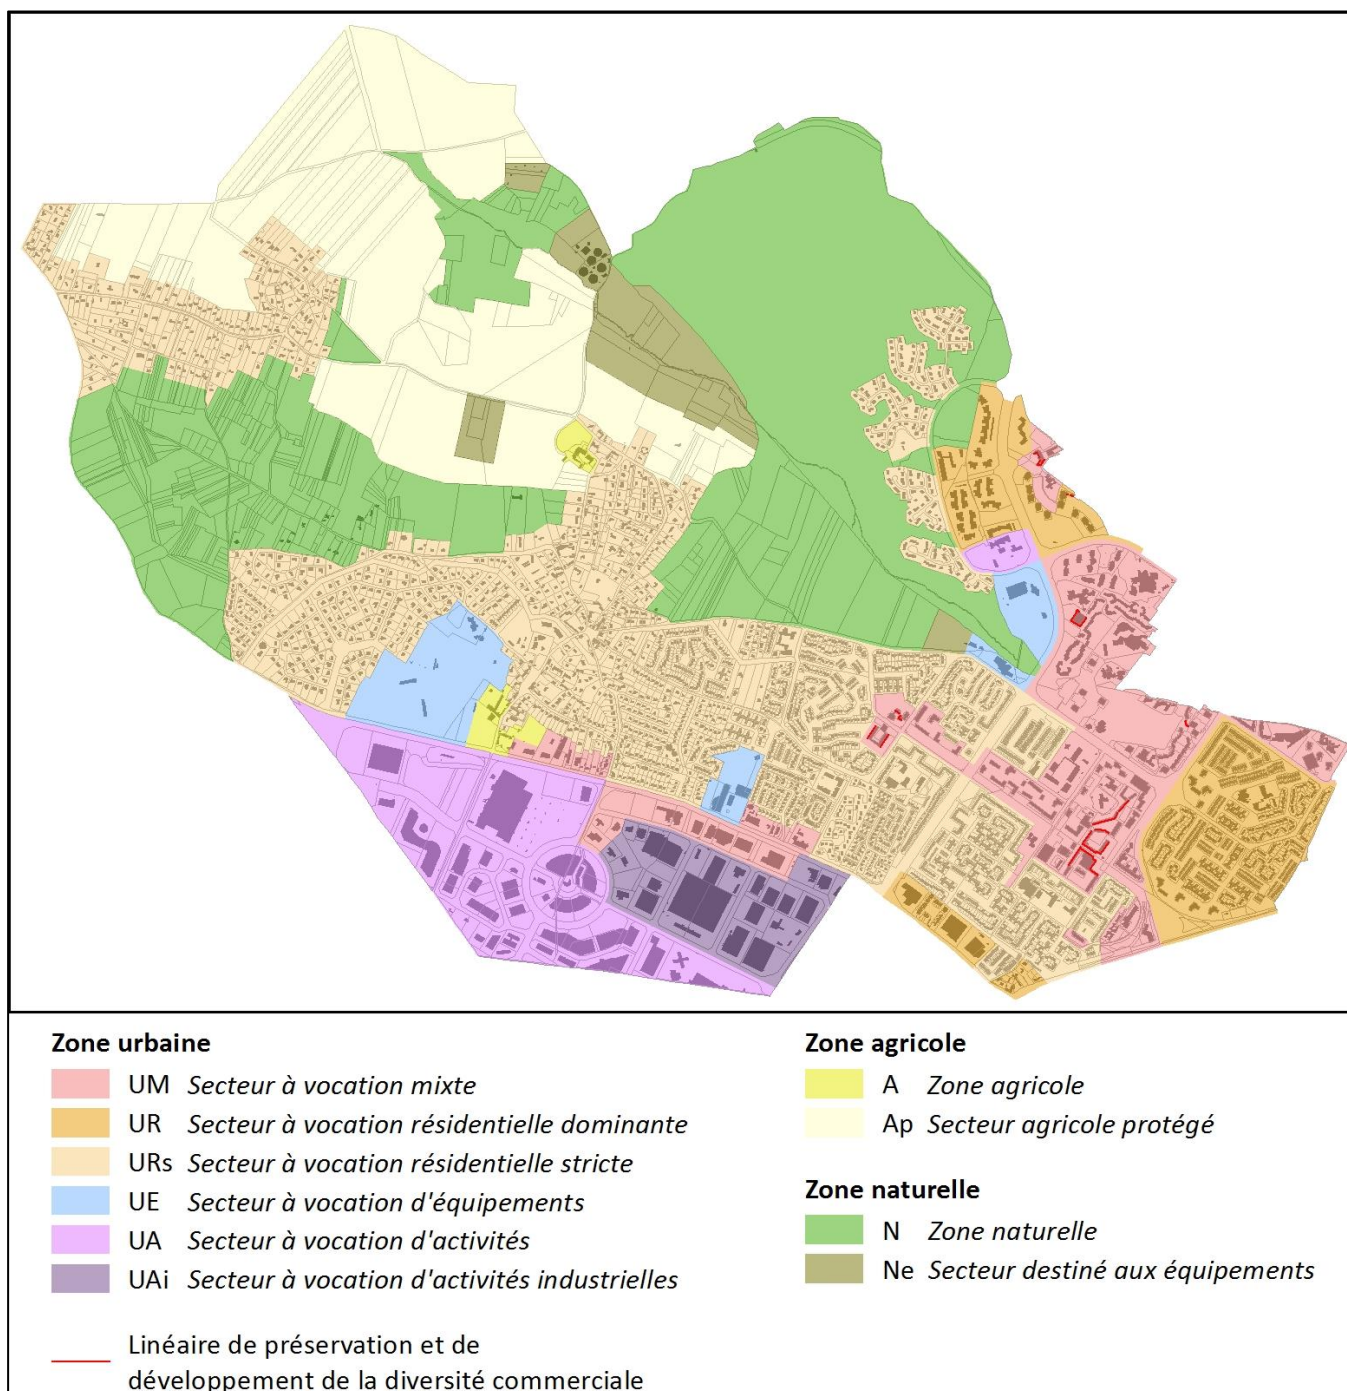 Zone urbaine
UM Secteur à vocation mixte
UR Secteur à vocation résidentielle dominante
URs Secteur à vocation résidentielle stricte
UE Secteur à vocation d'équipements
UA Secteur à vocation d'activités
UAi Secteur à vocation d'activités industrielles
Linéaire de préservation et de
développement de la diversité commerciale
Zone agricole
A Zone agricole
Ap Secteur agricole protégé
Zone naturelle
N Zone naturelle
Ne Secteur destiné aux équipements